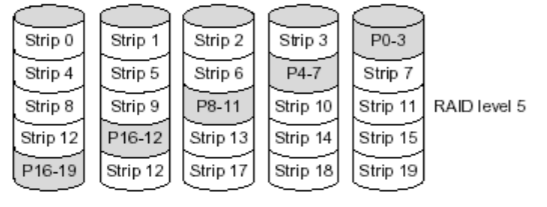 Strip 0 Strip 1 Strip 2 Strip 3 P0-3
Strip 4 Strip 5 Strip 6 P4-7 Strip 7
Strip 8 Strip 9 P8-11 Strip 10 Strip 11 RAID level 5
Strip 12 P16-12 Strip 13 Strip 14 Strip 15
P16-19 Strip 12 Strip 17 Strip 18 Strip 19